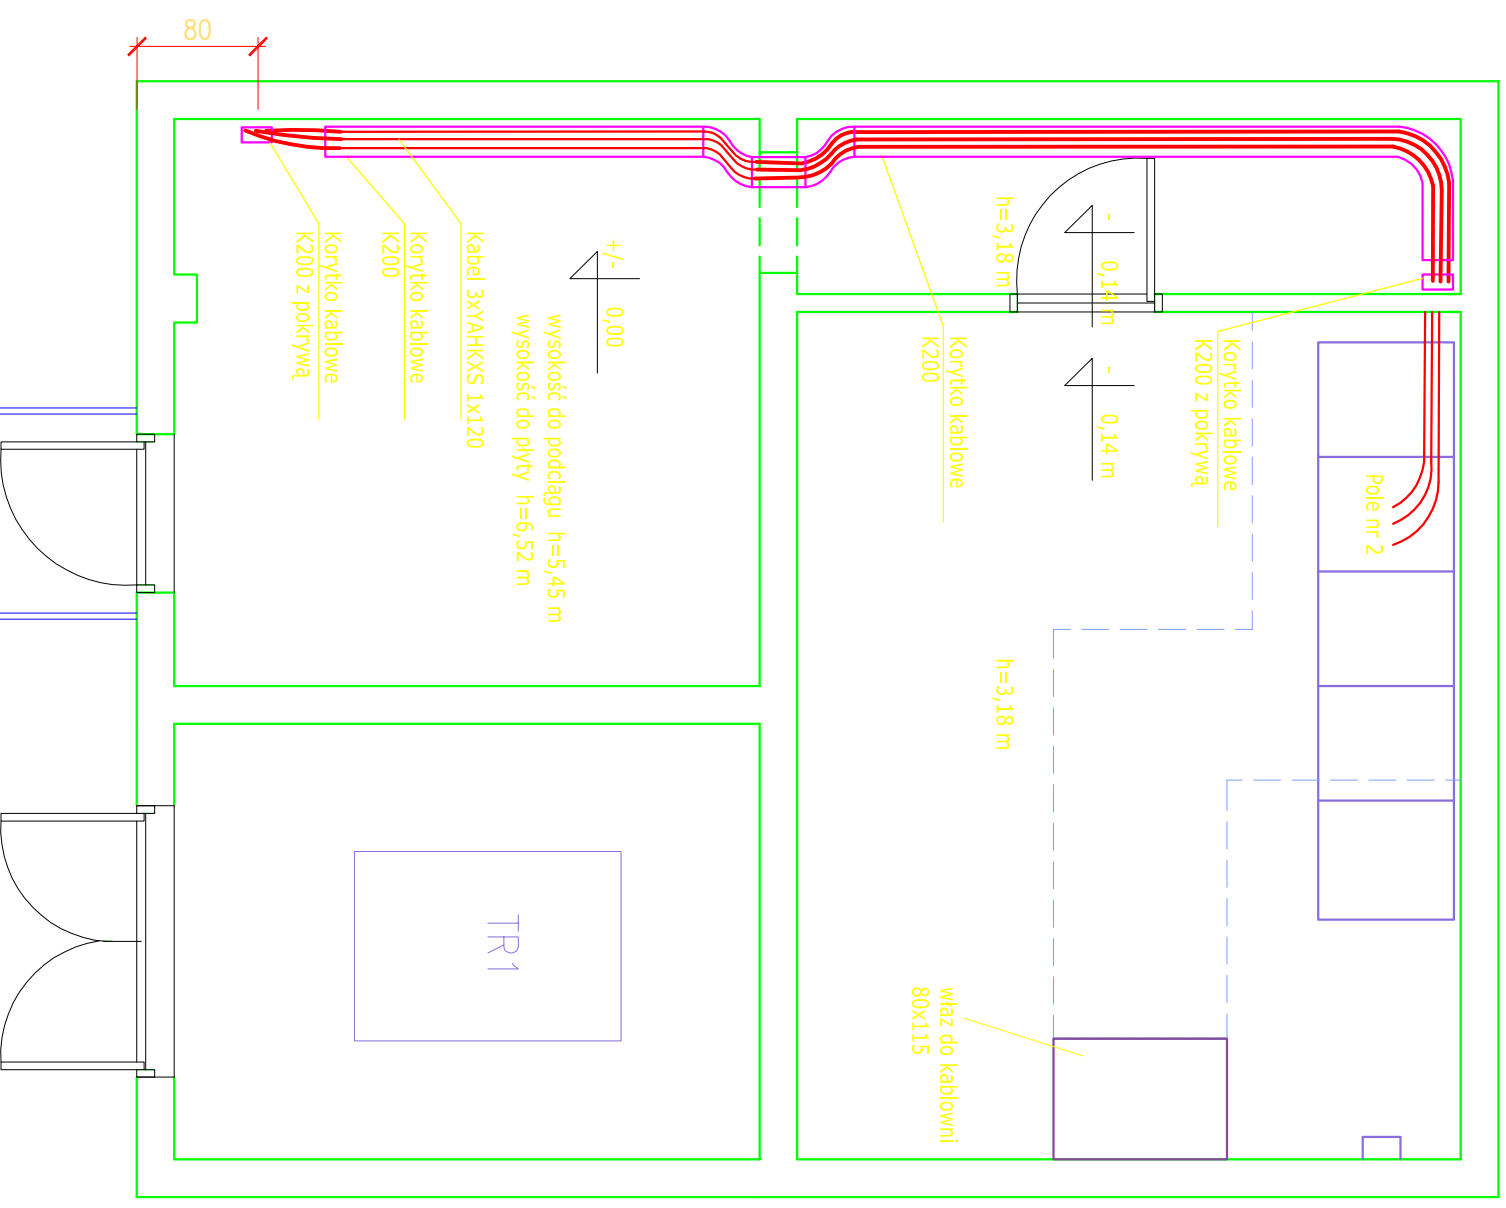 80
Korytko kablowe
K200 z pokrywą
Korytko kablowe
K200
Kabel 3xYAHKXS 1x120
+/- 0,00
wysokość do podciągu h=5,45 m
wysokość do płyty h=6,52 m
h=3,18 m
- 0,14 m
- 0,14 m
Korytko kablowe
K200
Korytko kablowe
K200 z pokrywą
Pole nr 2
h=3,18 m
TR1
właz do kablowni
80x115